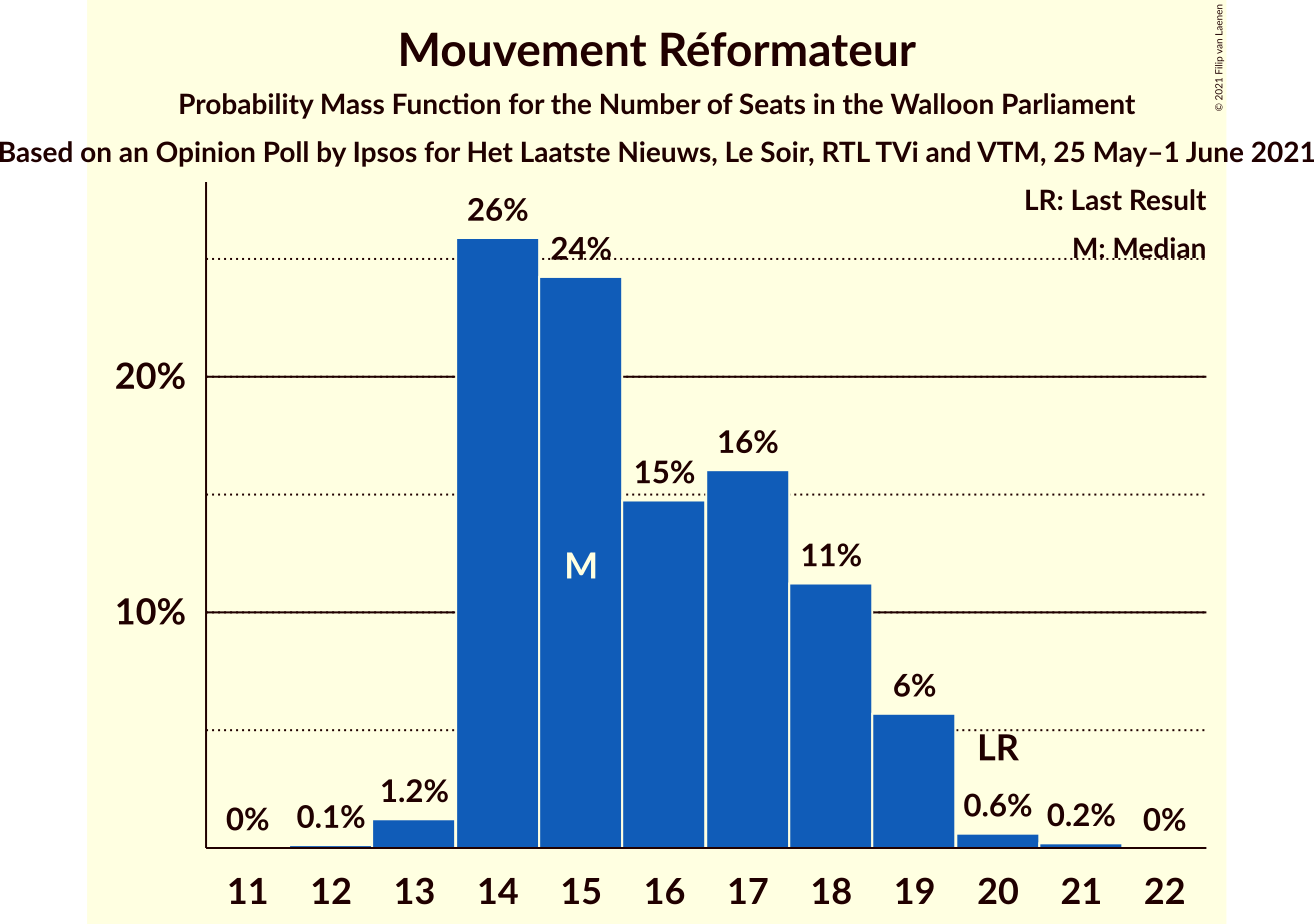 Mouvement Réformateur
Probability Mass Function for the Number of Seats in the Walloon Parliament
Based on an Opinion Poll by Ipsos for Het Laatste Nieuws, Le Soir, RTL TVi and VTM, 25 May–1 June 2021
© 2021 Filip van Laenen
LR: Last Result
M: Median
26%
24%
20%
16%
15%
11%
M
10%
6%
LR
1.2%
0.6%
0.2%
0.1%
0%
0%
11 12 13 14 15 16 17 18 19 20 21 22